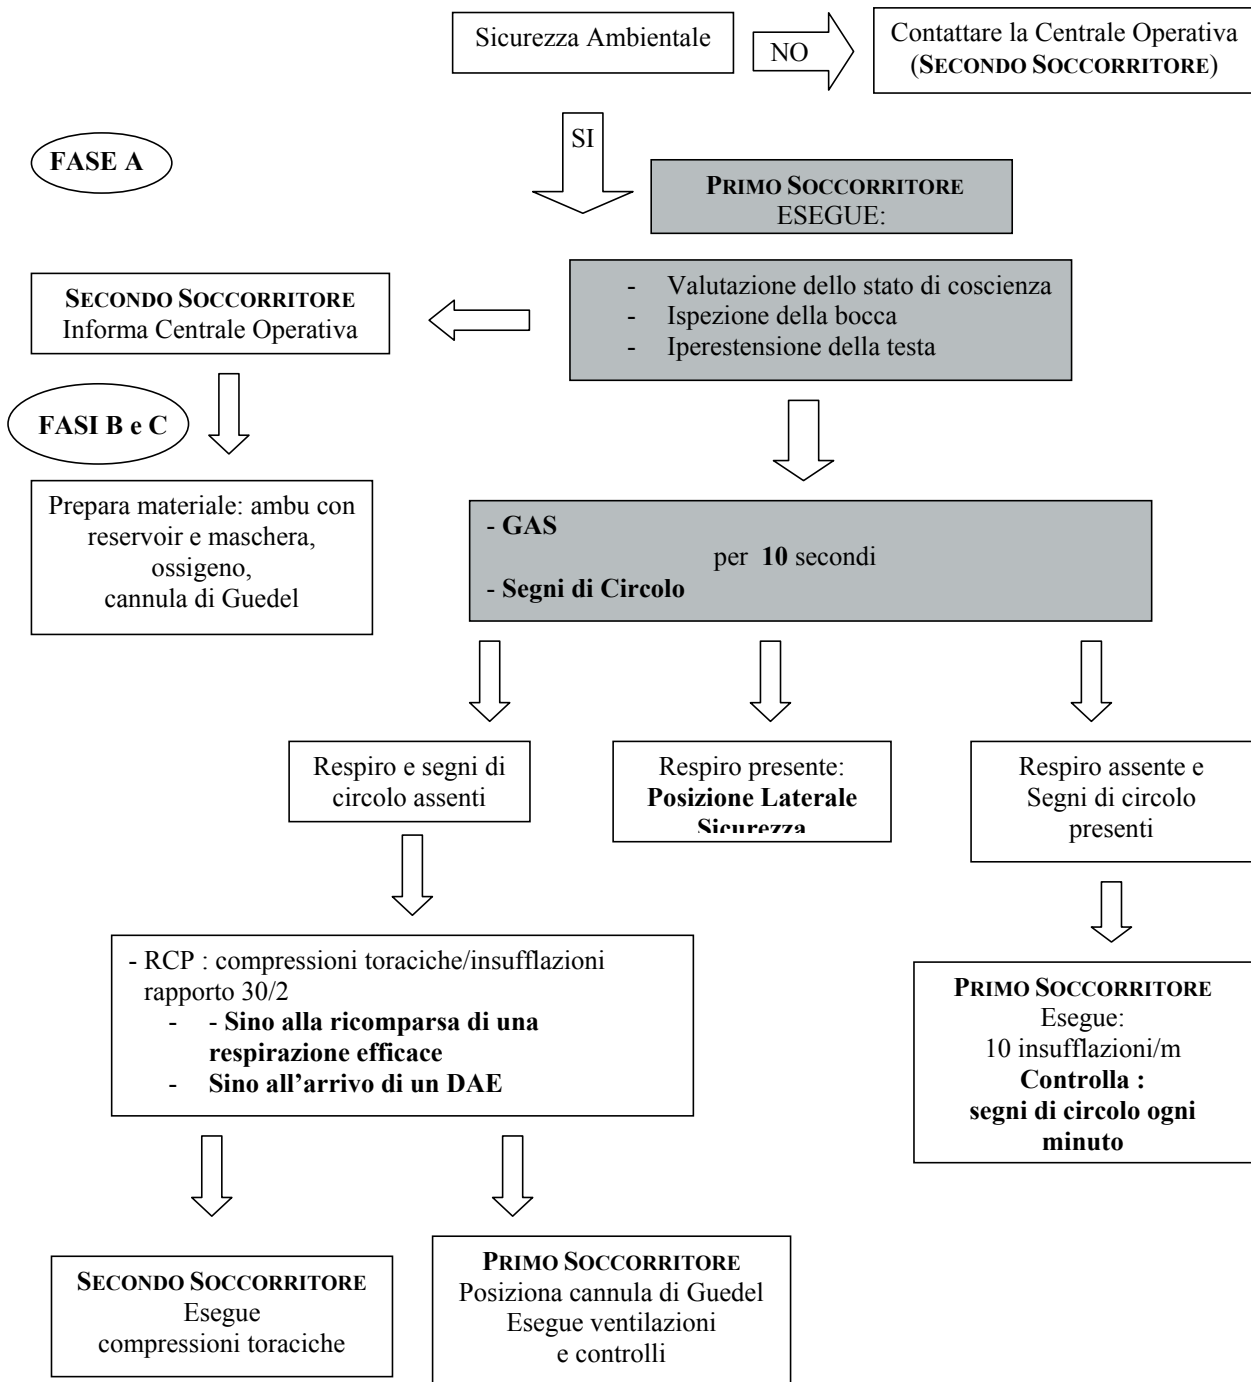 Sicurezza Ambientale
NO
Contattare la Centrale Operativa
(SECONDO SOCCORRITORE)
SI
FASE A
PRIMO SOCCORRITORE
ESEGUE:
SECONDO SOCCORRITORE
Informa Centrale Operativa
- Valutazione dello stato di coscienza
- Ispezione della bocca
- Iperestensione della testa
FASI B e C
Prepara materiale: ambu con
reservoir e maschera,
ossigeno,
cannula di Guedel
- GAS
per 10 secondi
- Segni di Circolo
Respiro e segni di
circolo assenti
Respiro presente:
Posizione Laterale
Sicurezza
Respiro assente e
Segni di circolo
presenti
- RCP : compressioni toraciche/insufflazioni
rapporto 30/2
- - Sino alla ricomparsa di una
respirazione efficace
- Sino all’arrivo di un DAE
PRIMO SOCCORRITORE
Esegue:
10 insufflazioni/m
Controlla :
segni di circolo ogni
minuto
SECONDO SOCCORRITORE
Esegue
compressioni toraciche
PRIMO SOCCORRITORE
Posiziona cannula di Guedel
Esegue ventilazioni
e controlli